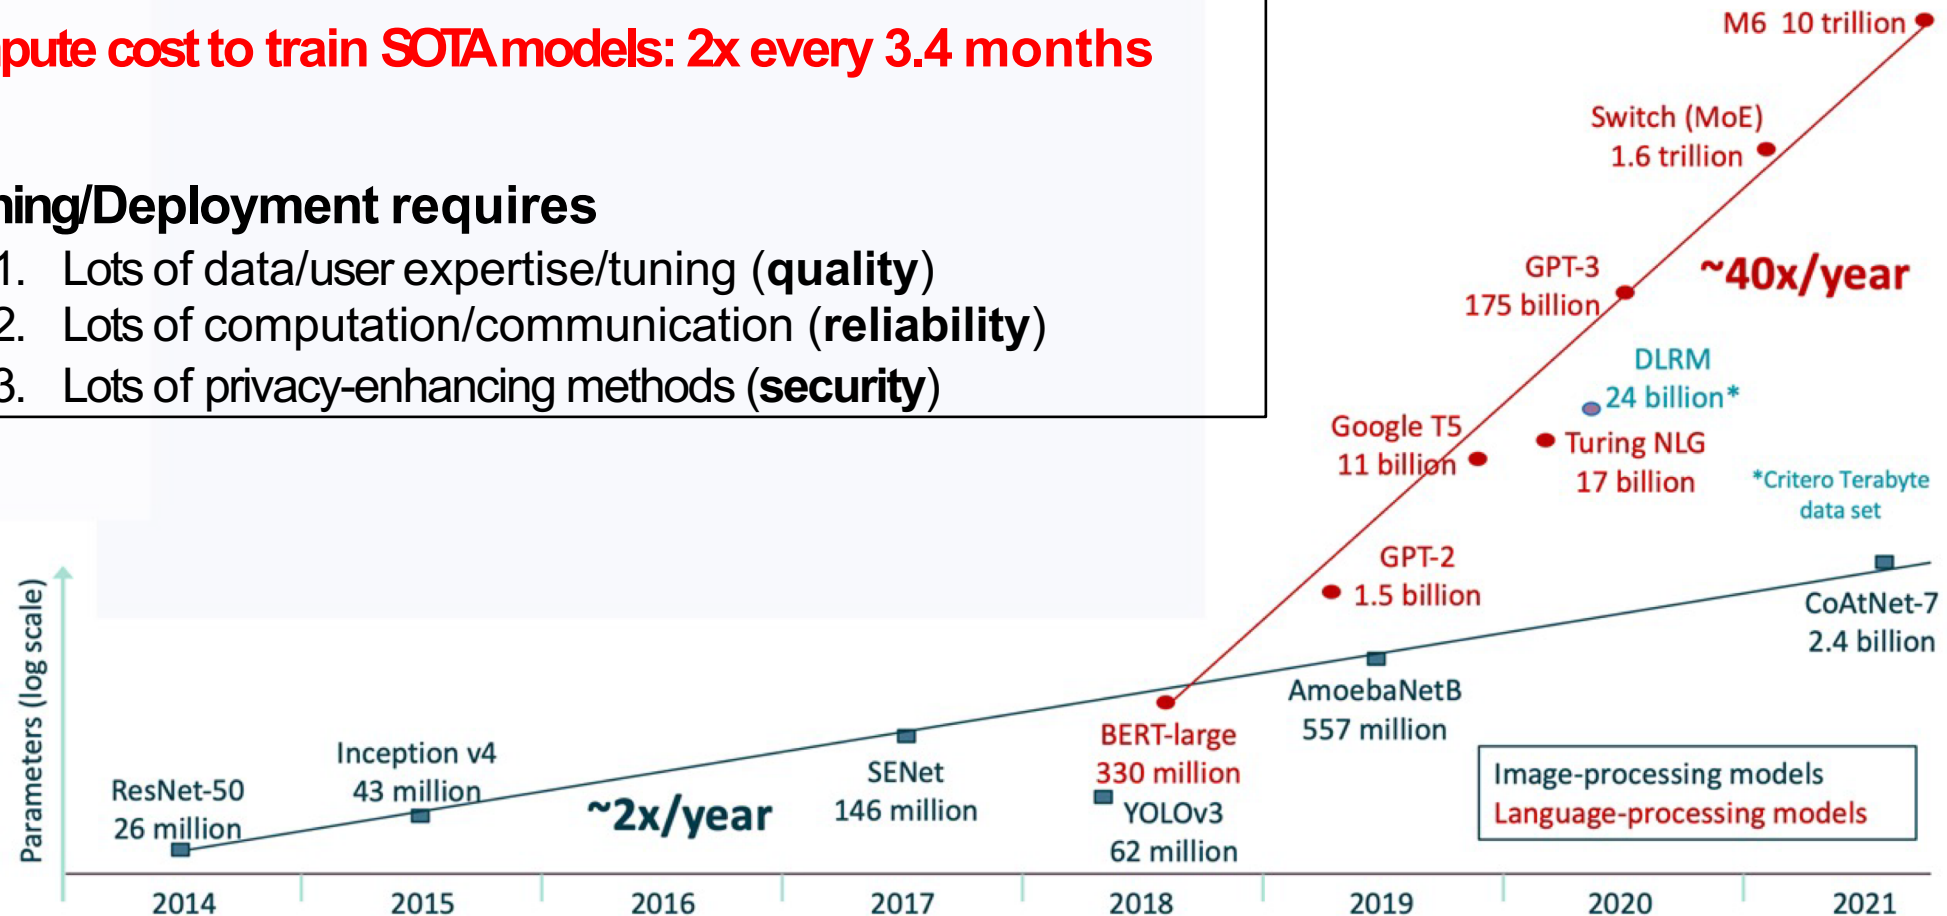 pute cost to train SOTA models: 2x every 3.4 months
ning/Deployment requires
1. Lots of data/user expertise/tuning (quality)
2. Lots of computation/communication (reliability)
3. Lots of privacy-enhancing methods (security)
M6 10 trillion
Switch (MoE)
1.6 trillion
GPT-3
175 billion
~40x/year
DLRM
24 billion*
Google T5
11 billion
Turing NLG
17 billion
*Critero Terabyte
data set
GPT-2
1.5 billion
CoAtNet-7
2.4 billion
AmoebaNetB
557 million
BERT-large
330 million
YOLOv3
62 million
SENet
146 million
Inception v4
43 million
ResNet-50
26 million
~2x/year
Image-processing models
Language-processing models
Parameters (log scale)
2014 2015 2016 2017 2018 2019 2020 2021